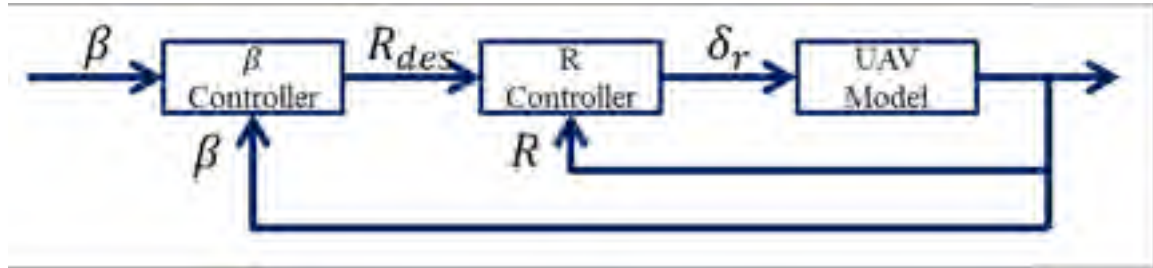 β
β
Controller
R_des
R
Controller
δ_r
UAV
Model
β
R